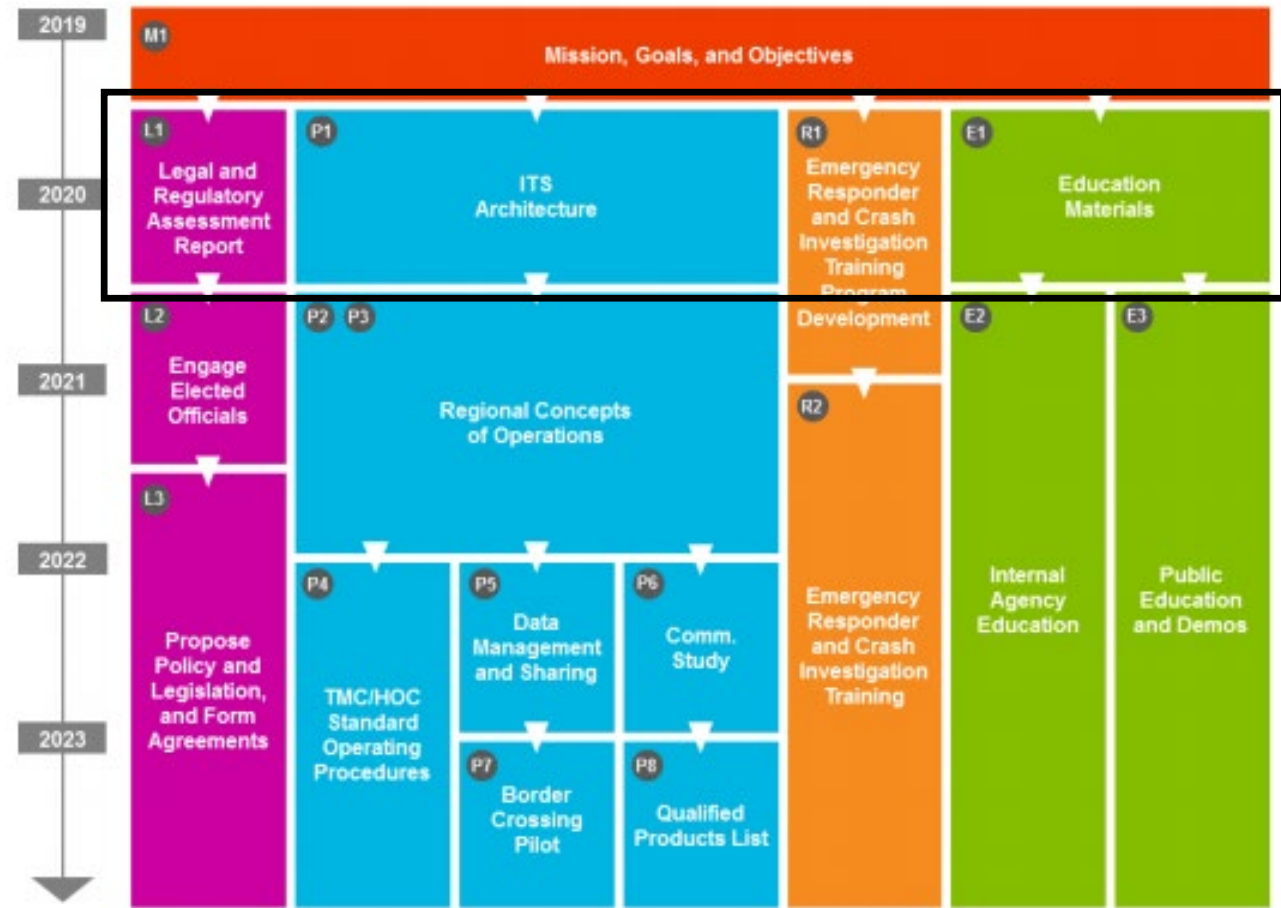 2019
M1
Mission, Goals, and Objectives
2020
L1
Legal and
Regulatory
Assessment
Report
P1
ITS
Architecture
R1
Emergency
Responder
and Crash
Investigation
Training
Program
Development
E1
Education
Materials
2021
L2
Engage
Elected
Officials
P2 P3
Regional Concepts
of Operations
E2
Internal
Agency
Education
E3
Public
Education
and Demos
R2
Emergency
Responder
and Crash
Investigation
Training
L3
Propose
Policy and
Legislation,
and Form
Agreements
2022
P4
TMC/HOC
Standard
Operating
Procedures
P5
Data
Management
and Sharing
P6
Comm.
Study
2023
P7
Border
Crossing
Pilot
P8
Qualified
Products List